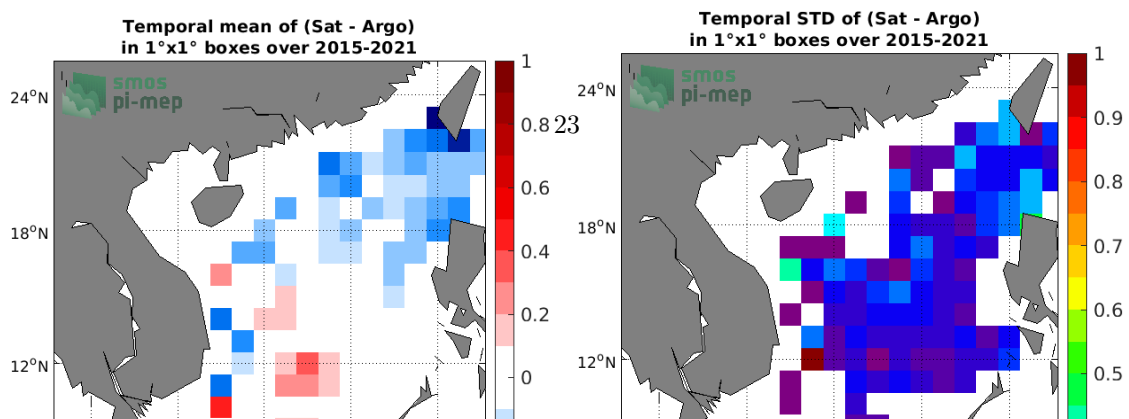 Temporal mean of (Sat - Argo)
in 1°x1° boxes over 2015-2021
smos
pi-mep
24°N
18°N
12°N
1
0.8
0.6
0.4
0.2
0
23
Temporal STD of (Sat - Argo)
in 1°x1° boxes over 2015-2021
smos
pi-mep
24°N
18°N
12°N
1
0.9
0.8
0.7
0.6
0.5